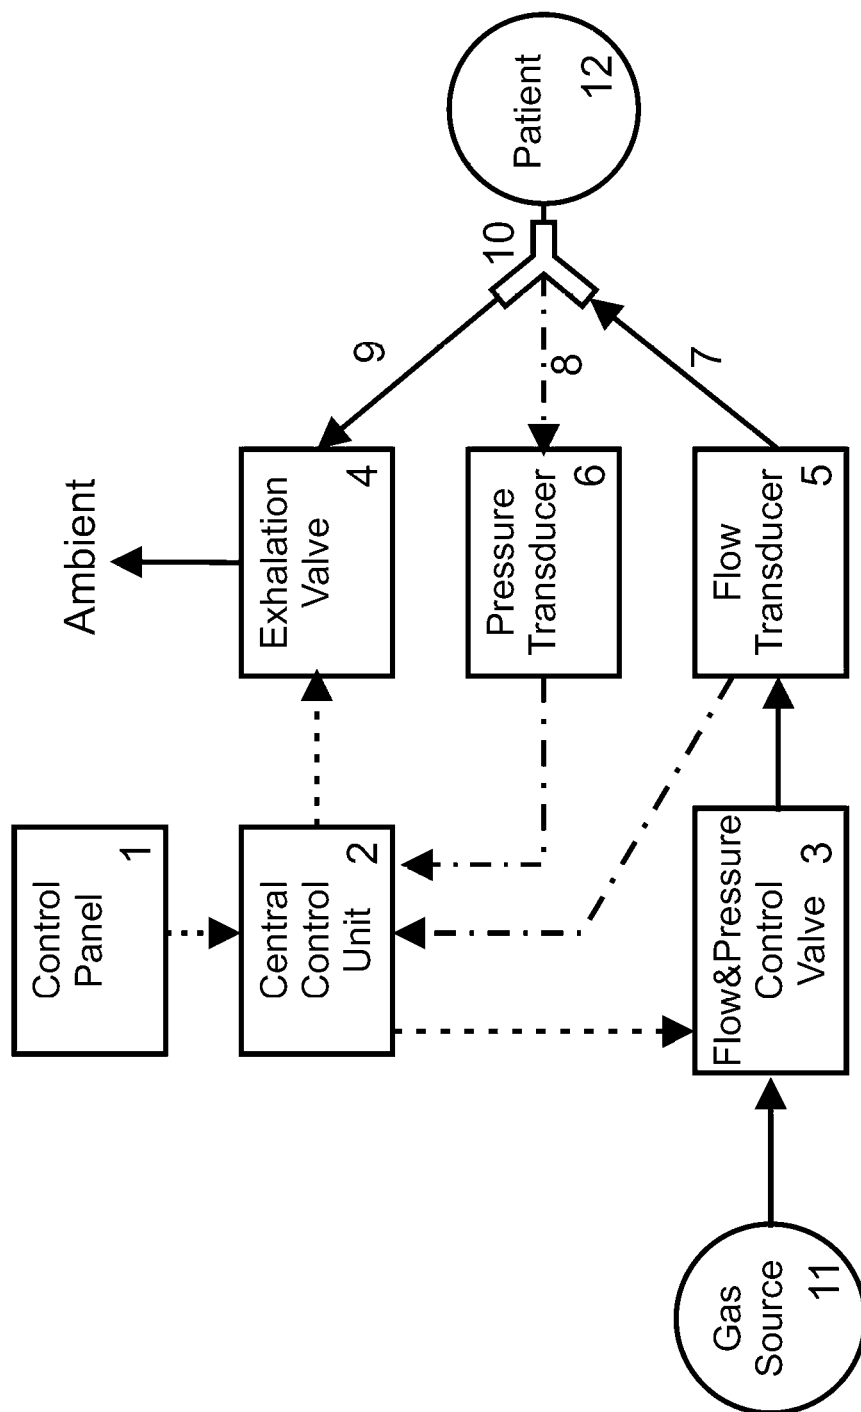 Control
Panel
1
Ambient
Central
Control
Unit
2
Exhalation
Valve
4
9
10
Patient
12
Pressure
Transducer
6
8
Gas
Source
11
Flow&Pressure
Control
Valve
3
Flow
Transducer
5
7